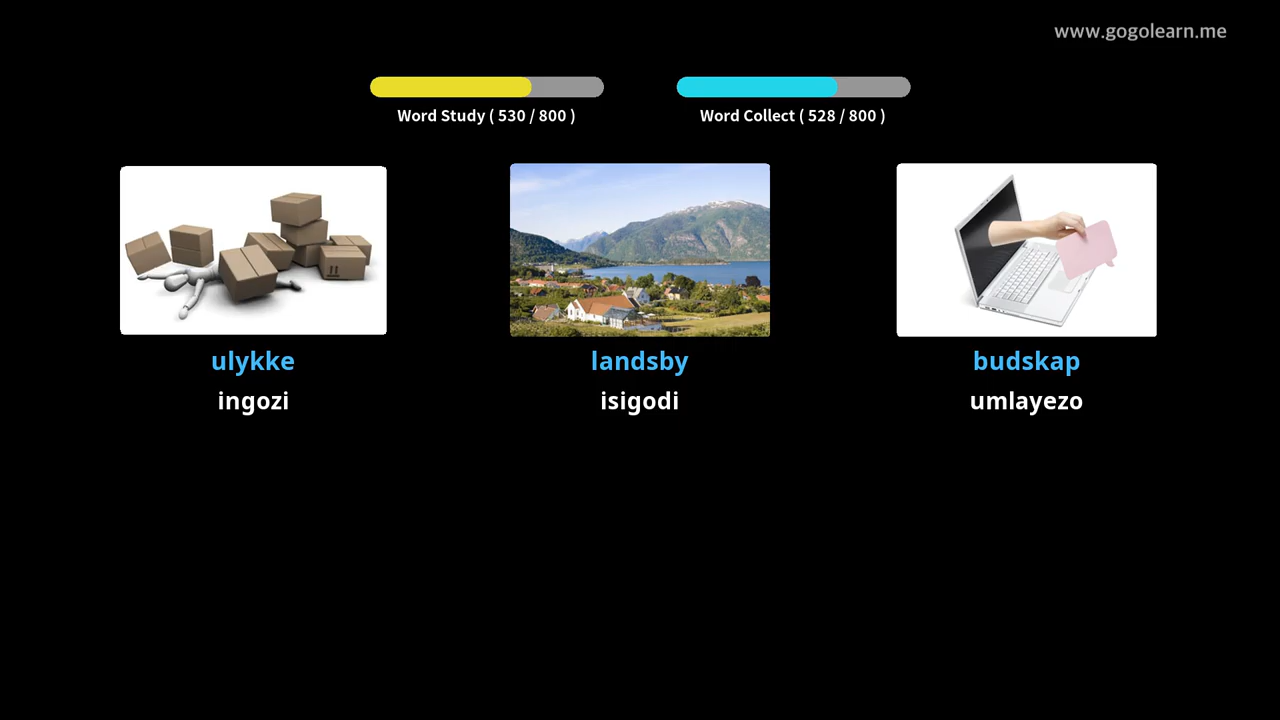 www.gogolearn.me
Word Study ( 530 / 800 )
Word Collect ( 528 / 800 )
ulykke
landsby
budskap
ingozi
isigodi
umlayezo